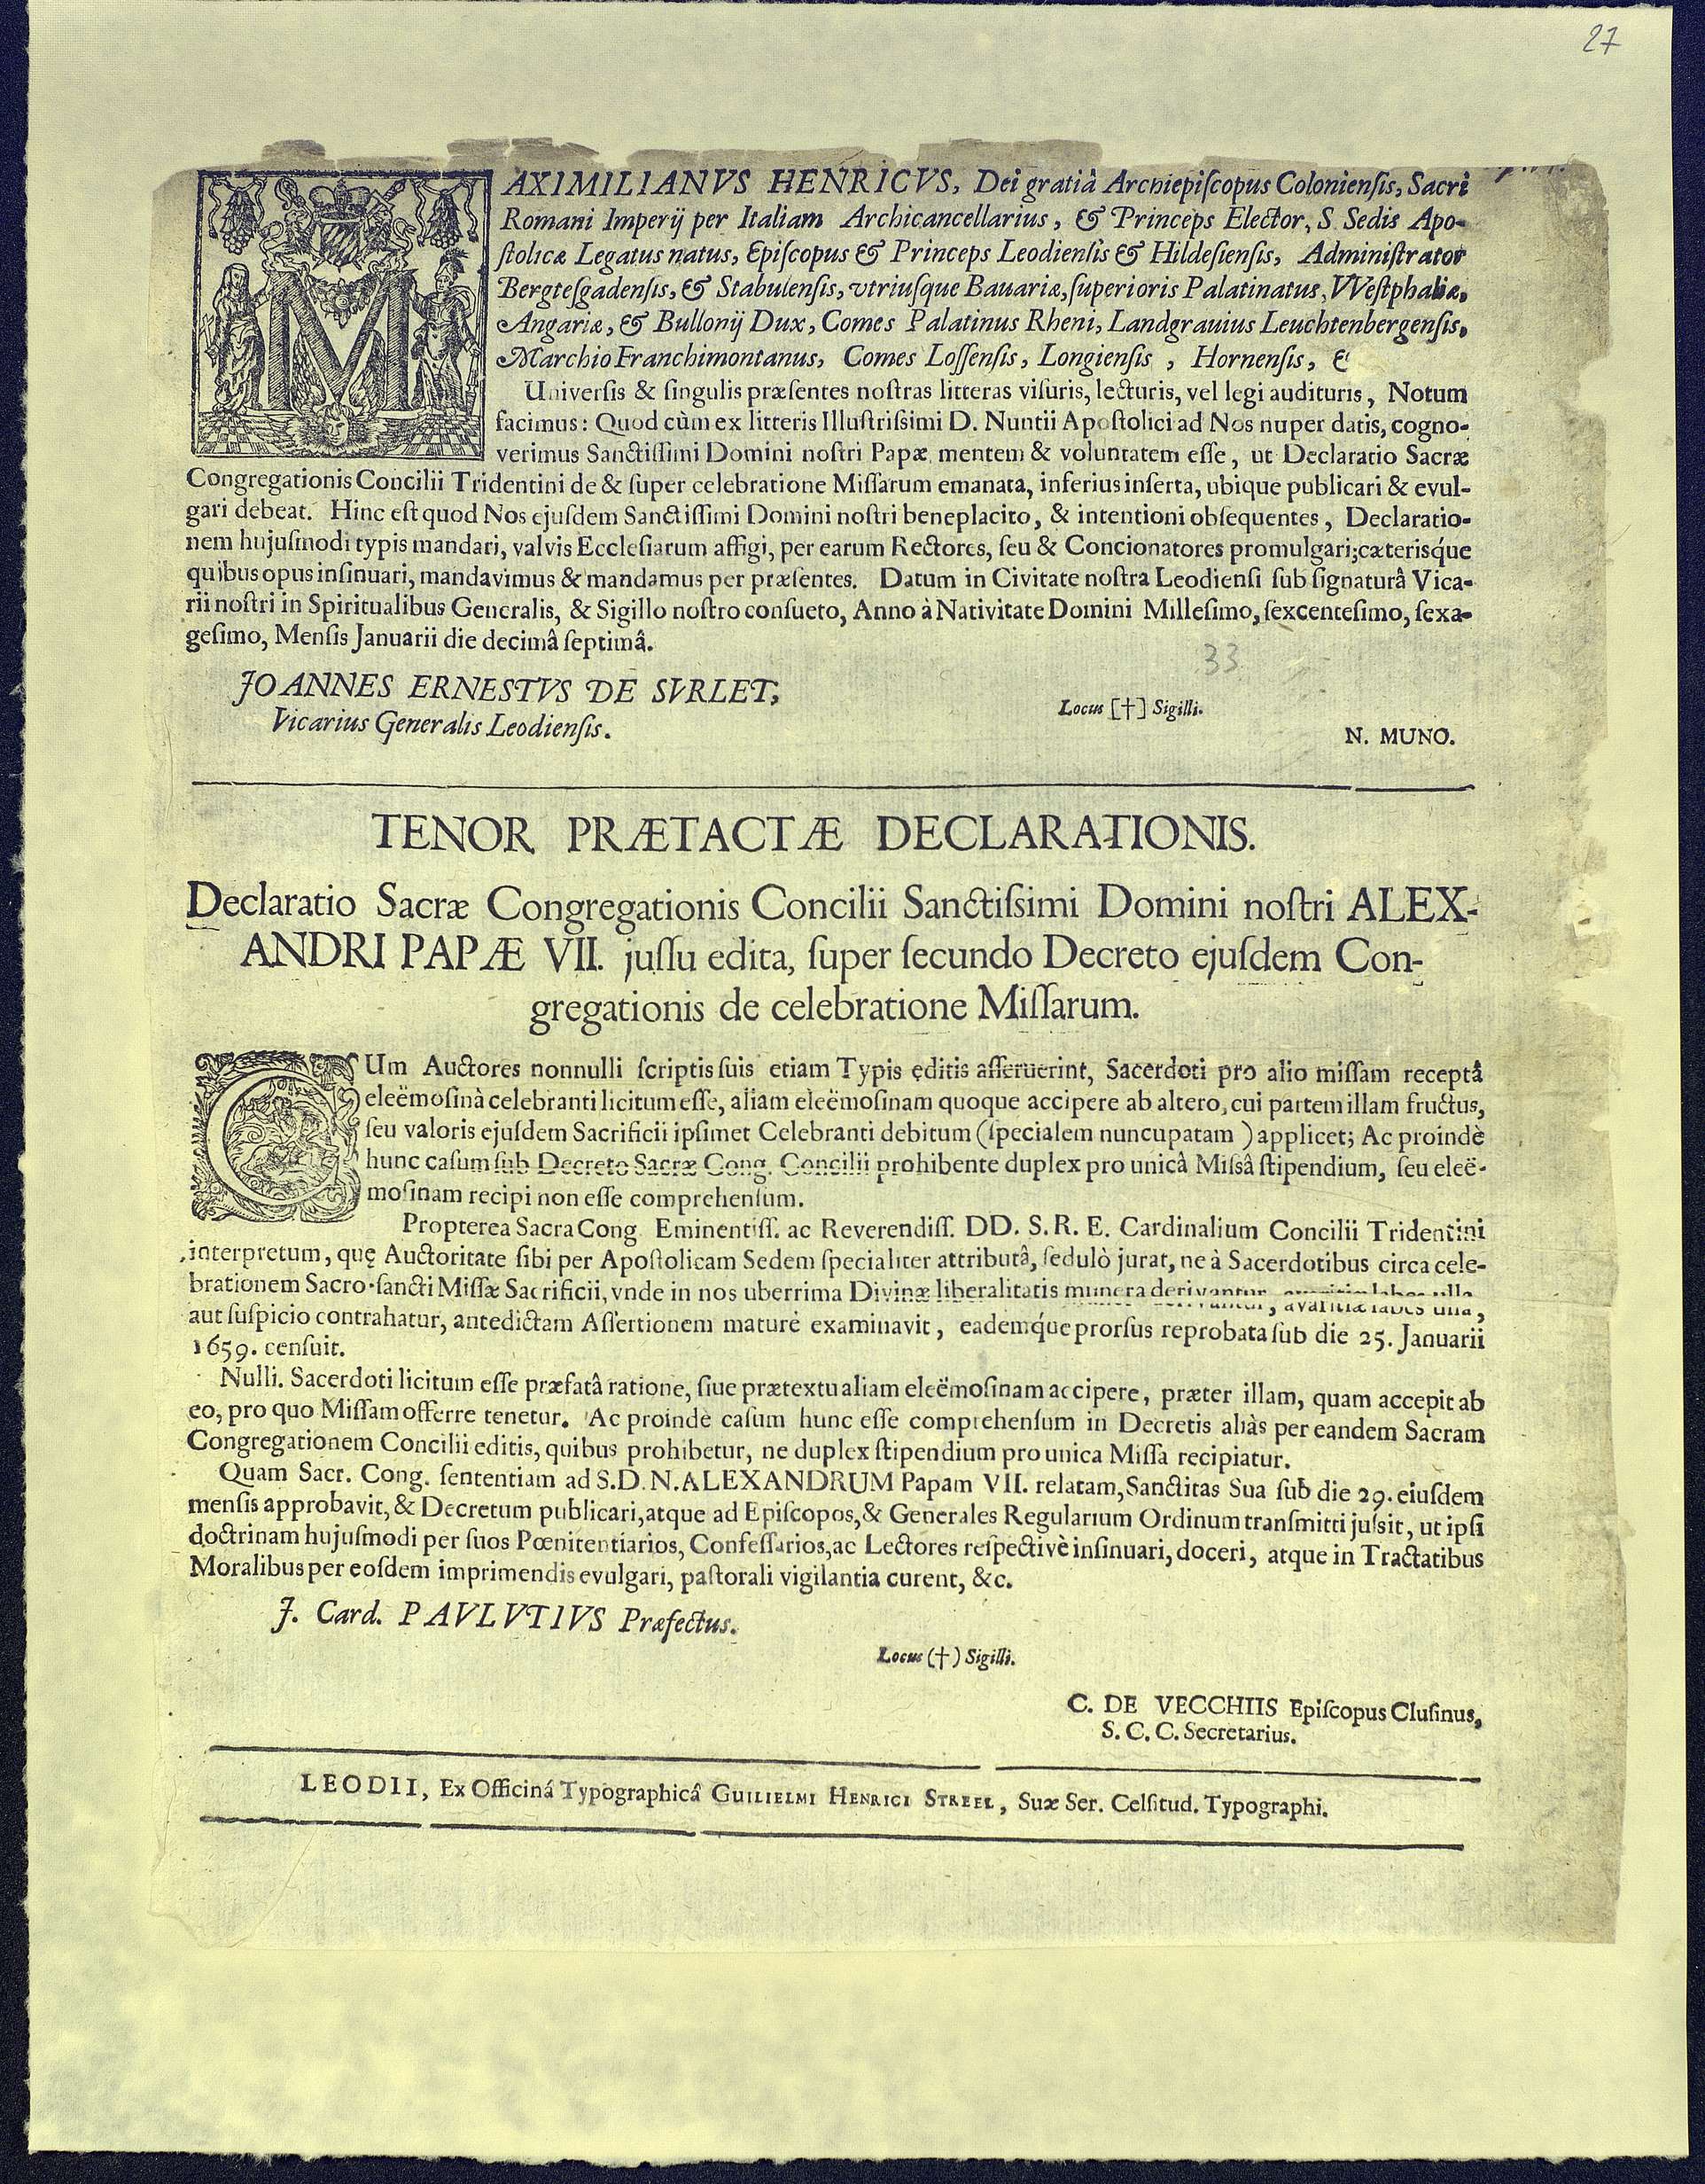 27
MAXIMILIANVS HENRICVS, Dei gratiâ Archiepiſcopus Colonienſis, Sacri
Romani Imperij per Italiam Archicancellarius, & Princeps Elector, S. Sedis Apo-
ſtolicæ Legatus natus, Epiſcopus & Princeps Leodienſis & Hildeſienſis, Adminiſtrator
Bergteſgadenſis, & Stabulenſis, vtriuſque Bauariæ, ſuperioris Palatinatus, VVeſtphaliæ,
Angariæ, & Bullonij Dux, Comes Palatinus Rheni, Landgrauius Leuchtenbergenſis,
Marchio Franchimontanus, Comes Loſſenſis, Longienſis, Hornenſis, &
Univerſis & ſingulis præſentes noſtras litteras viſuris, lecturis, vel legi audituris, Notum
facimus: Quod cùm ex litteris Illuſtriſſimi D. Nuntii Apoſtolici ad Nos nuper datis, cogno-
verimus Sanctiſſimi Domini noſtri Papæ mentem & voluntatem eſſe, ut Declaratio Sacræ
Congregationis Concilii Tridentini de & ſuper celebratione Miſſarum emanata, inferius inſerta, ubique publicari & evul-
gari debeat. Hinc eſt quod Nos ejuſdem Sanctiſſimi Domini noſtri beneplacito, & intentioni obſequentes, Declaratio-
nem hujuſmodi typis mandari, valvis Eccleſiarum affigi, per earum Rectores, ſeu & Concionatores promulgari; cæteriſq́ue
quibus opus inſinuari, mandavimus & mandamus per præſentes. Datum in Civitate noſtra Leodienſi ſub ſignaturâ Vica-
rii noſtri in Spiritualibus Generalis, & Sigillo noſtro conſueto, Anno à Nativitate Domini Milleſimo, ſexcenteſimo, ſexa-
geſimo, Menſis Januarii die decimâ ſeptimâ.
33
JOANNES ERNESTVS DE SVRLET,
Vicarius Generalis Leodienſis.
Locus [†] Sigilli.
N. MUNO.
TENOR PRÆTACTÆ DECLARATIONIS.
Declaratio Sacræ Congregationis Concilii Sanctiſsimi Domini noſtri ALEX-
ANDRI PAPÆ VII. juſſu edita, ſuper ſecundo Decreto ejuſdem Con-
gregationis de celebratione Miſſarum.
CUm Auctores nonnulli ſcriptis ſuis etiam Typis editis aſſeruerint, Sacerdoti pro alio miſſam receptâ
eleëmoſinà celebranti licitum eſſe, aliam eleëmoſinam quoque accipere ab altero, cui partem illam fructus,
ſeu valoris ejuſdem Sacrificii ipſimet Celebranti debitum (ſpecialem nuncupatam) applicet; Ac proindè
hunc caſum ſub Decreto Sacræ Cong. Concilii prohibente duplex pro unicâ Miſsâ ſtipendium, ſeu eleë-
moſinam recipi non eſſe comprehenſum.
Propterea Sacra Cong. Eminentiſſ. ac Reverendiſſ. DD. S. R. E. Cardinalium Concilii Tridentini
interpretum, quę Auctoritate ſibi per Apoſtolicam Sedem ſpecialiter attributâ, ſedulò jurat, ne à Sacerdotibus circa cele-
brationem Sacro-ſancti Miſſæ Sacrificii, vnde in nos uberrima Divinæ liberalitatis munera derivantur, avaritiæ labes ulla,
aut ſuſpicio contrahatur, antedictam Aſſertionem maturè examinavit, eademq́ue prorſus reprobata ſub die 25. Januarii
1659. cenſuit.
Nulli. Sacerdoti licitum eſſe præfatâ ratione, ſiue prætextu aliam eleëmoſinam accipere, præter illam, quam accepit ab
eo, pro quo Miſſam offerre tenetur. Ac proindè caſum hunc eſſe comprehenſum in Decretis aliàs per eandem Sacram
Congregationem Concilii editis, quibus prohibetur, ne duplex ſtipendium pro unica Miſſa recipiatur.
Quam Sacr. Cong. ſententiam ad S. D. N. ALEXANDRUM Papam VII. relatam, Sanctitas Sua ſub die 29. eiuſdem
menſis approbavit, & Decretum publicari, atque ad Epiſcopos, & Generales Regularium Ordinum tranſmitti juſsit, ut ipſi
doctrinam hujuſmodi per ſuos Pœnitentiarios, Confeſſarios, ac Lectores reſpectivè inſinuari, doceri, atque in Tractatibus
Moralibus per eoſdem imprimendis evulgari, paſtorali vigilantia curent, &c.
J. Card. PAVLVTIVS Præfectus.
Locus (†) Sigilli.
C. DE VECCHIIS Epiſcopus Cluſinus,
S. C. C. Secretarius.
LEODII, Ex Officinâ Typographicâ GUILIELMI HENRICI STREEL, Suæ Ser. Celſitud. Typographi.